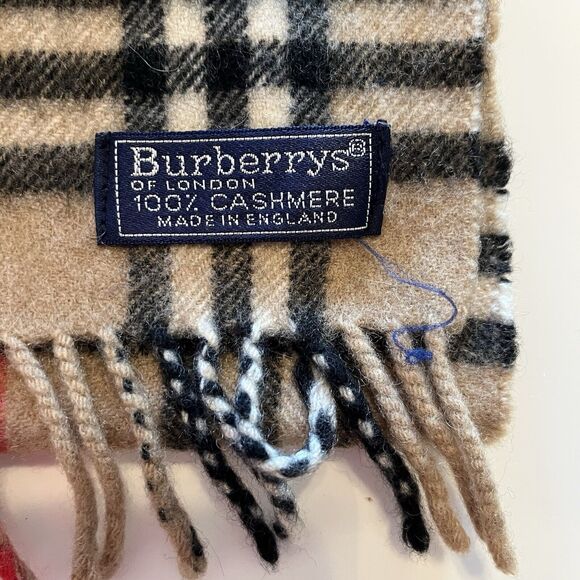 Burberrys®
OF LONDON
100% CASHMERE
MADE IN ENGLAND